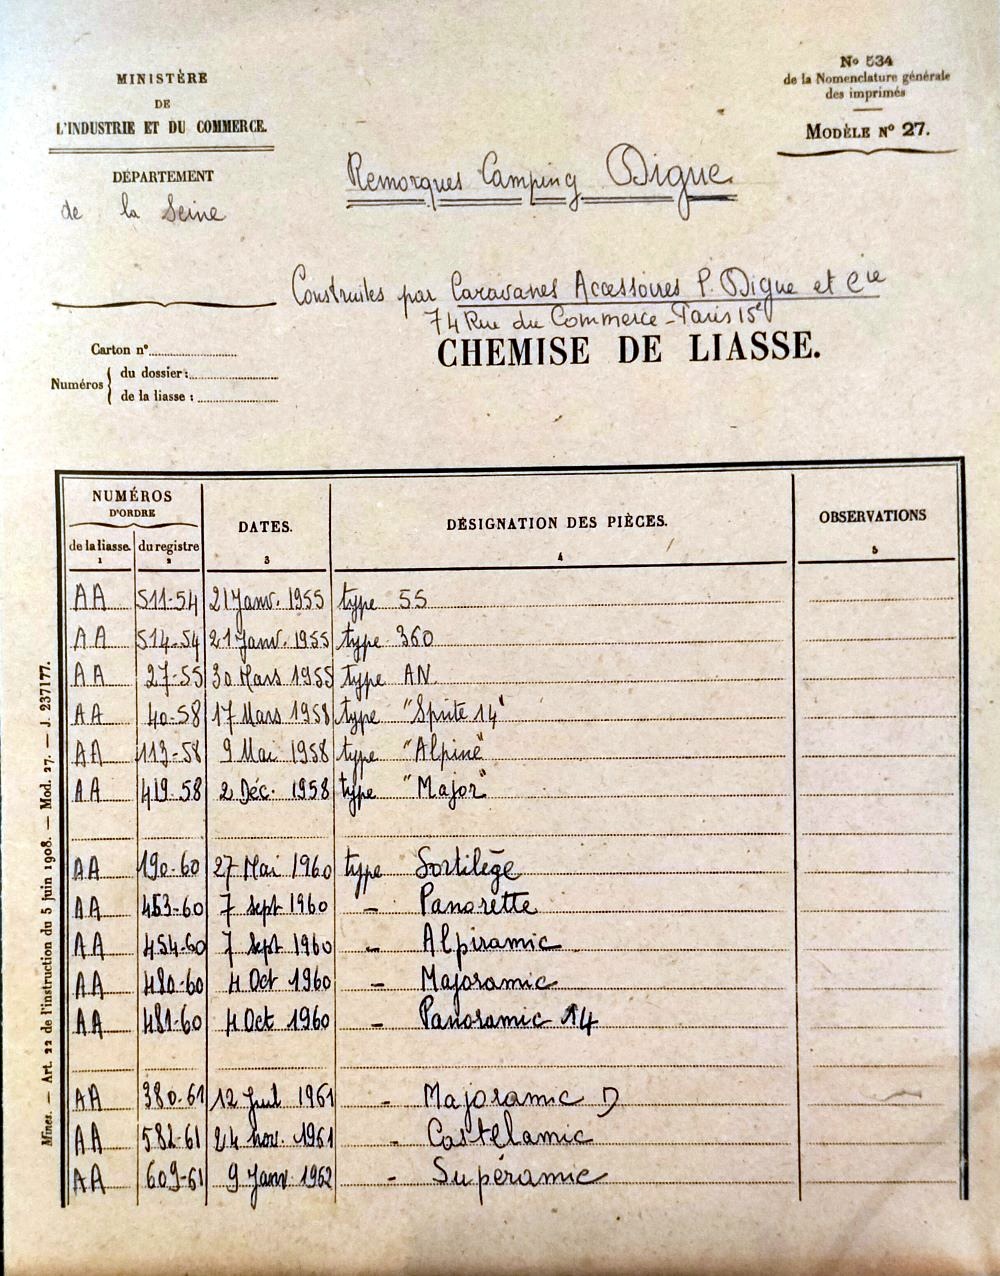 MINISTÈRE
DE
L'INDUSTRIE ET DU COMMERCE.
DÉPARTEMENT
de la Seine
N° 534
de la Nomenclature générale
des imprimés
MODÈLE N° 27.
Remorques Camping Digue
Construites par Caravanes Accessoires P. Digue et Cie
74 Rue du Commerce - Paris 15e
CHEMISE DE LIASSE.
Carton n°
Numéros { du dossier :
de la liasse :
NUMÉROS D'ORDRE DATES. DÉSIGNATION DES PIÈCES. OBSERVATIONS
de la liasse. du registre
1 2 3 4 5
AA 511-54 21 Janv. 1955 type 55
AA 514-54 21 Janv. 1955 type 360
AA 27-55 30 Mars 1955 type AN
AA 40-58 17 Mars 1958 type "Sprite 14"
AA 113-58 9 Mai 1958 type "Alpine"
AA 419-58 2 Déc. 1958 type "Major"
AA 190-60 27 Mai 1960 type Sortilège
AA 453-60 7 sept 1960 - Panorette
AA 454-60 7 sept 1960 - Alpiramic
AA 480-60 4 Oct 1960 - Majoramic
AA 481-60 4 Oct 1960 - Panoramic 14
AA 380-61 12 Juil 1961 - Majoramic D
AA 582-61 24 nov. 1961 - Castelamic
AA 609-61 9 Janv 1962 - Supéramic
Mines. — Art. 22 de l'instruction du 5 juin 1908. — Mod. 27. — J. 237177.